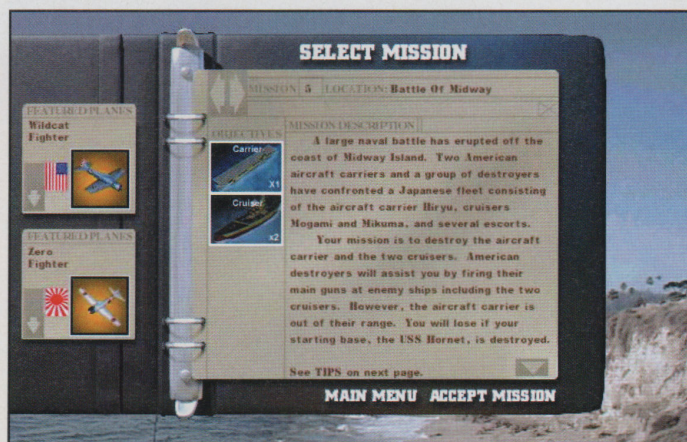 SELECT MISSION
MISSION 5 LOCATION: Battle Of Midway
FEATURED PLANES
Wildcat
Fighter
FEATURED PLANES
Zero
Fighter
OBJECTIVES
Carrier
X1
Cruiser
x2
MISSION DESCRIPTION
A large naval battle has erupted off the
coast of Midway Island. Two American
aircraft carriers and a group of destroyers
have confronted a Japanese fleet consisting
of the aircraft carrier Hiryu, cruisers
Mogami and Mikuma, and several escorts.
Your mission is to destroy the aircraft
carrier and the two cruisers. American
destroyers will assist you by firing their
main guns at enemy ships including the two
cruisers. However, the aircraft carrier is
out of their range. You will lose if your
starting base, the USS Hornet, is destroyed.
See TIPS on next page.
MAIN MENU ACCEPT MISSION